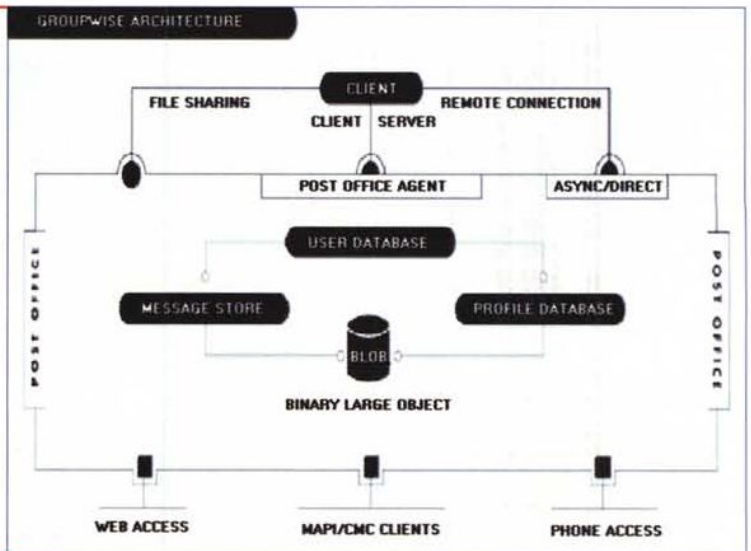 GROUPWISE ARCHITECTURE
CLIENT
FILE SHARING
REMOTE CONNECTION
CLIENT SERVER
POST OFFICE AGENT
ASYNC/DIRECT
USER DATABASE
POST OFFICE
POST OFFICE
MESSAGE STORE
PROFILE DATABASE
BLOB
BINARY LARGE OBJECT
WEB ACCESS
MAPI/CMC CLIENTS
PHONE ACCESS